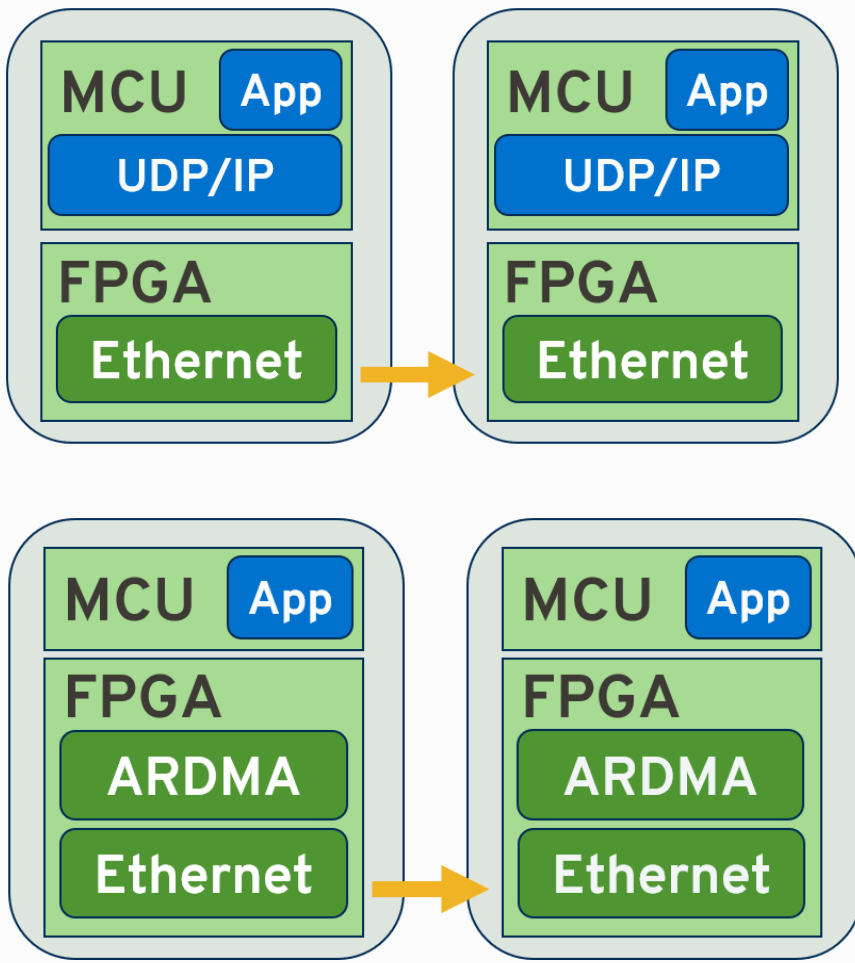 MCU App
UDP/IP
FPGA
Ethernet
MCU App
UDP/IP
FPGA
Ethernet
MCU App
FPGA
ARDMA
Ethernet
MCU App
FPGA
ARDMA
Ethernet